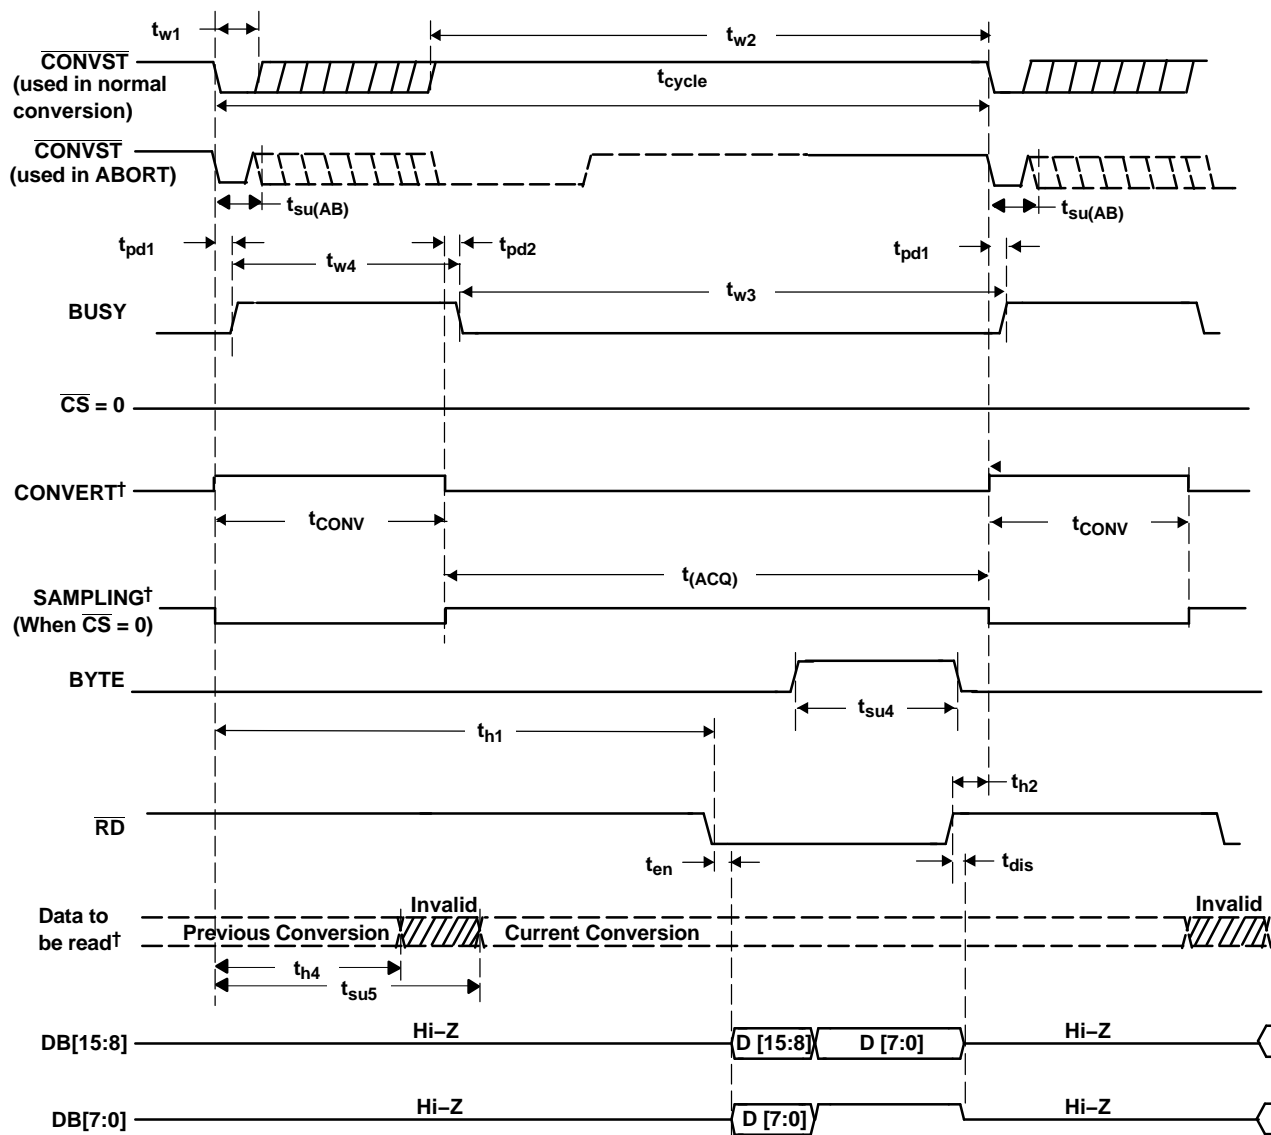 tw1
tw2
CONVST
(used in normal
conversion)
tcycle
CONVST
(used in ABORT)
tsu(AB)
tsu(AB)
tpd1
tw4
tpd2
tpd1
tw3
BUSY
CS = 0
CONVERT†
tCONV
tCONV
t(ACQ)
SAMPLING†
(When CS = 0)
BYTE
tsu4
th1
th2
RD
ten
tdis
Data to
be read†
Invalid
Previous Conversion
Current Conversion
Invalid
th4
tsu5
Hi–Z
Hi–Z
DB[15:8]
D [15:8]
D [7:0]
Hi–Z
Hi–Z
DB[7:0]
D [7:0]